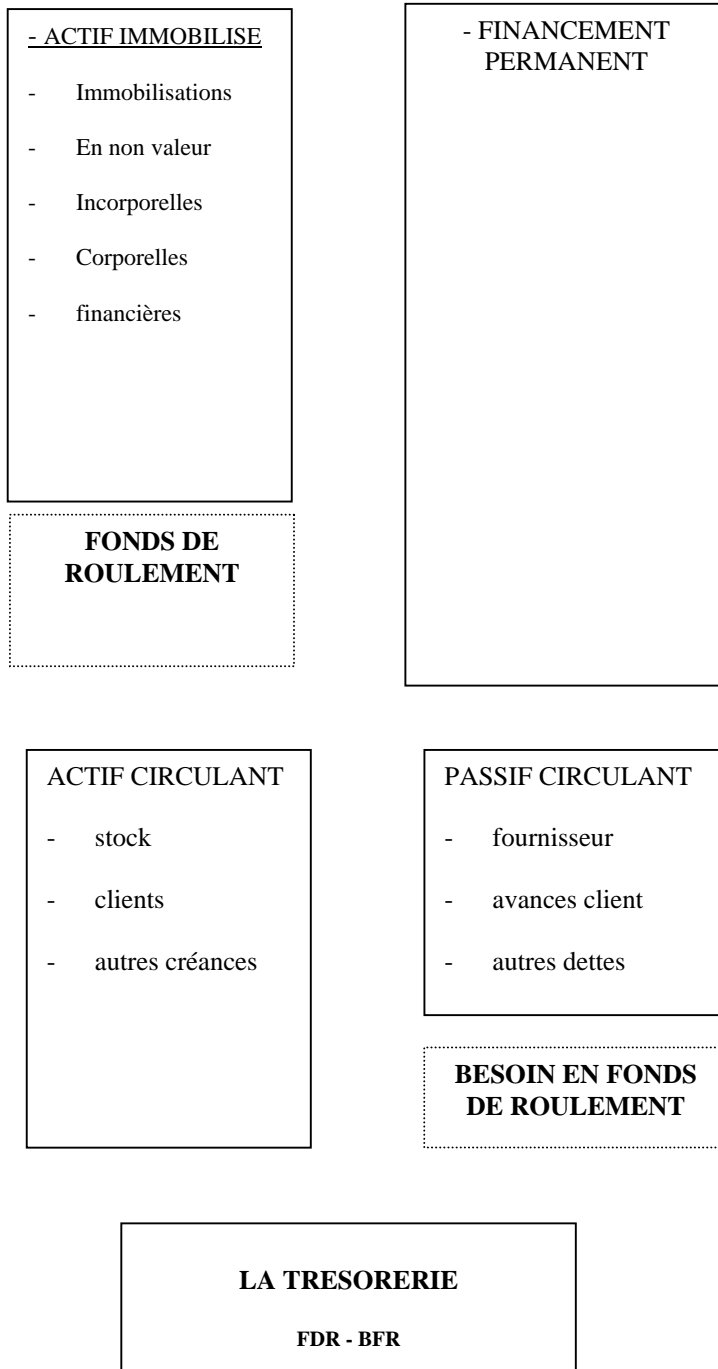 - ACTIF IMMOBILISE
- Immobilisations
- En non valeur
- Incorporelles
- Corporelles
- financières
- FINANCEMENT
PERMANENT
FONDS DE
ROULEMENT
ACTIF CIRCULANT
- stock
- clients
- autres créances
PASSIF CIRCULANT
- fournisseur
- avances client
- autres dettes
BESOIN EN FONDS
DE ROULEMENT
LA TRESORERIE
FDR - BFR